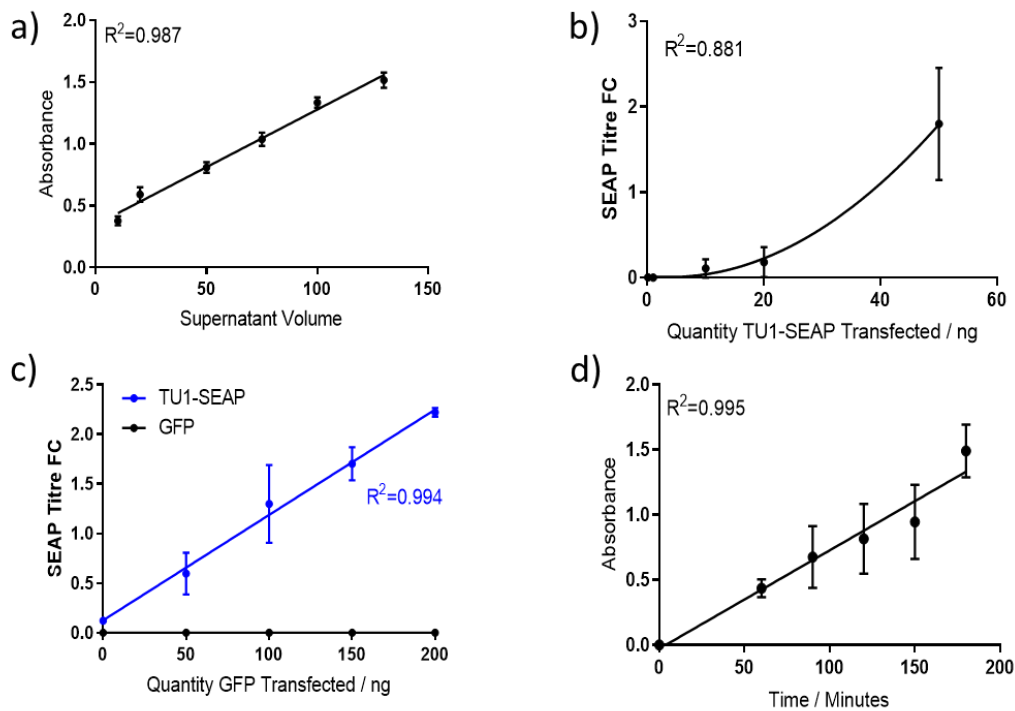 a)
R²=0.987
Absorbance
2.0
1.5
1.0
0.5
0.0
0 50 100 150
Supernatant Volume
b)
R²=0.881
SEAP Titre FC
3
2
1
0
0 20 40 60
Quantity TU1-SEAP Transfected / ng
c)
TU1-SEAP
GFP
R²=0.994
SEAP Titre FC
2.5
2.0
1.5
1.0
0.5
0.0
0 50 100 150 200
Quantity GFP Transfected / ng
d)
R²=0.995
Absorbance
2.0
1.5
1.0
0.5
0.0
0 50 100 150 200
Time / Minutes